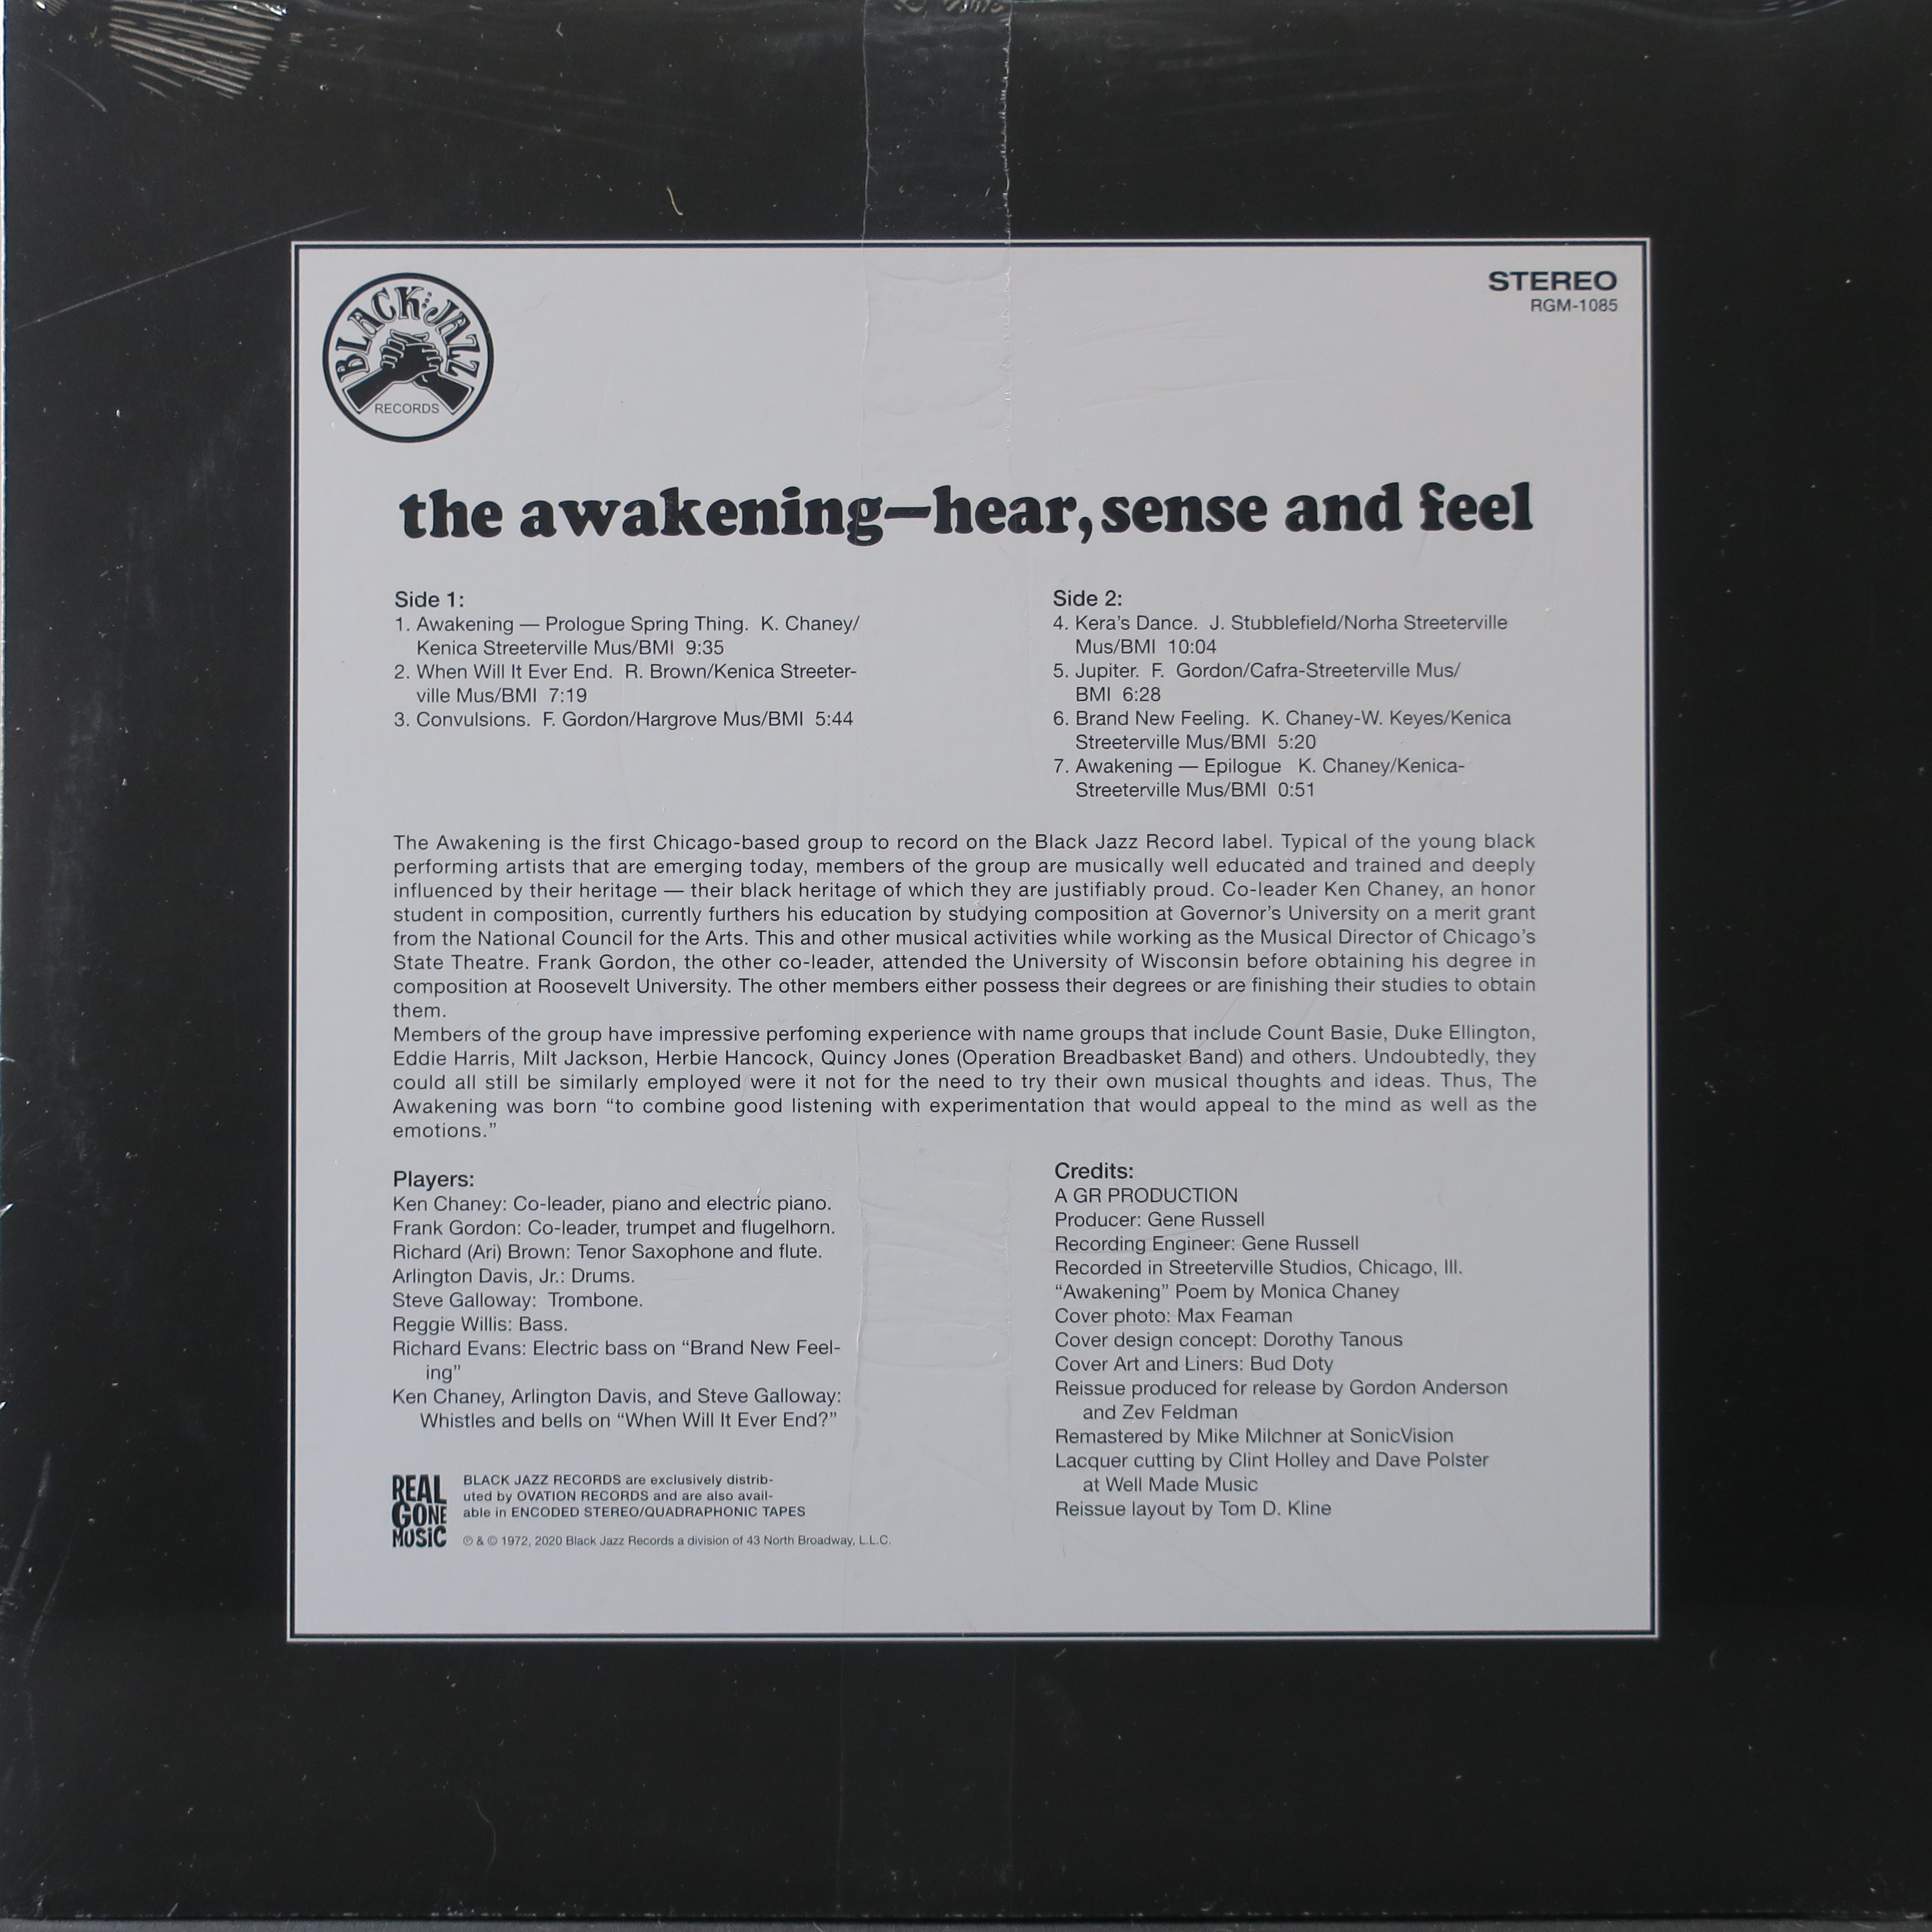 BLACK JAZZ
RECORDS
STEREO
RGM-1085
the awakening—hear, sense and feel
Side 1:
1. Awakening — Prologue Spring Thing. K. Chaney/
Kenica Streeterville Mus/BMI 9:35
2. When Will It Ever End. R. Brown/Kenica Streeter-
ville Mus/BMI 7:19
3. Convulsions. F. Gordon/Hargrove Mus/BMI 5:44
Side 2:
4. Kera's Dance. J. Stubblefield/Norha Streeterville
Mus/BMI 10:04
5. Jupiter. F. Gordon/Cafra-Streeterville Mus/
BMI 6:28
6. Brand New Feeling. K. Chaney-W. Keyes/Kenica
Streeterville Mus/BMI 5:20
7. Awakening — Epilogue K. Chaney/Kenica-
Streeterville Mus/BMI 0:51
The Awakening is the first Chicago-based group to record on the Black Jazz Record label. Typical of the young black
performing artists that are emerging today, members of the group are musically well educated and trained and deeply
influenced by their heritage — their black heritage of which they are justifiably proud. Co-leader Ken Chaney, an honor
student in composition, currently furthers his education by studying composition at Governor's University on a merit grant
from the National Council for the Arts. This and other musical activities while working as the Musical Director of Chicago's
State Theatre. Frank Gordon, the other co-leader, attended the University of Wisconsin before obtaining his degree in
composition at Roosevelt University. The other members either possess their degrees or are finishing their studies to obtain
them.
Members of the group have impressive perfoming experience with name groups that include Count Basie, Duke Ellington,
Eddie Harris, Milt Jackson, Herbie Hancock, Quincy Jones (Operation Breadbasket Band) and others. Undoubtedly, they
could all still be similarly employed were it not for the need to try their own musical thoughts and ideas. Thus, The
Awakening was born “to combine good listening with experimentation that would appeal to the mind as well as the
emotions.”
Players:
Ken Chaney: Co-leader, piano and electric piano.
Frank Gordon: Co-leader, trumpet and flugelhorn.
Richard (Ari) Brown: Tenor Saxophone and flute.
Arlington Davis, Jr.: Drums.
Steve Galloway: Trombone.
Reggie Willis: Bass.
Richard Evans: Electric bass on “Brand New Feel-
ing”
Ken Chaney, Arlington Davis, and Steve Galloway:
Whistles and bells on “When Will It Ever End?”
Credits:
A GR PRODUCTION
Producer: Gene Russell
Recording Engineer: Gene Russell
Recorded in Streeterville Studios, Chicago, Ill.
“Awakening” Poem by Monica Chaney
Cover photo: Max Feaman
Cover design concept: Dorothy Tanous
Cover Art and Liners: Bud Doty
Reissue produced for release by Gordon Anderson
and Zev Feldman
Remastered by Mike Milchner at SonicVision
Lacquer cutting by Clint Holley and Dave Polster
at Well Made Music
Reissue layout by Tom D. Kline
REAL
GONE
MUSiC
BLACK JAZZ RECORDS are exclusively distrib-
uted by OVATION RECORDS and are also avail-
able in ENCODED STEREO/QUADRAPHONIC TAPES
℗ & © 1972, 2020 Black Jazz Records a division of 43 North Broadway, L.L.C.